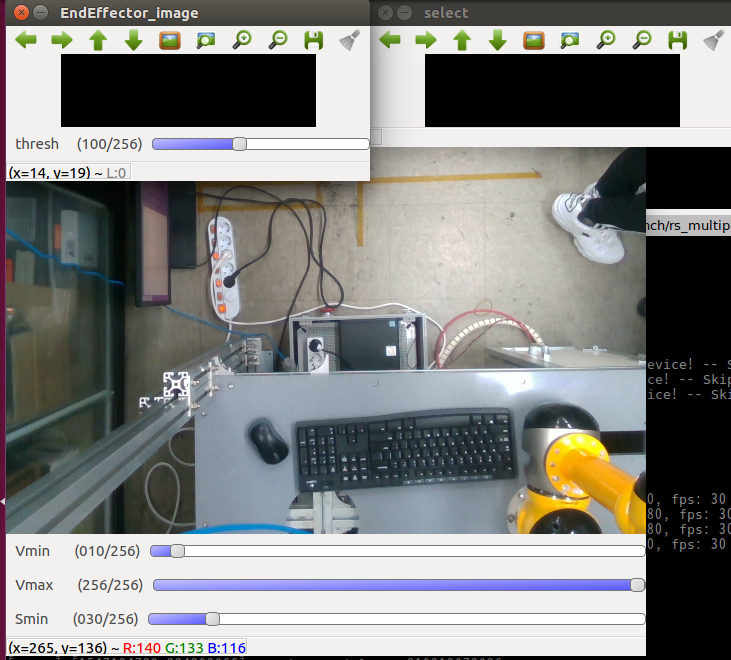 EndEffector_image
select
thresh (100/256)
(x=14, y=19) ~ L:0
nch/rs_multip
evice! -- S
ce! -- Skip
ice! -- Ski
0, fps: 30
80, fps: 30
80, fps: 30
0, fps: 30
Vmin (010/256)
Vmax (256/256)
Smin (030/256)
(x=265, y=136) ~ R:140 G:133 B:116